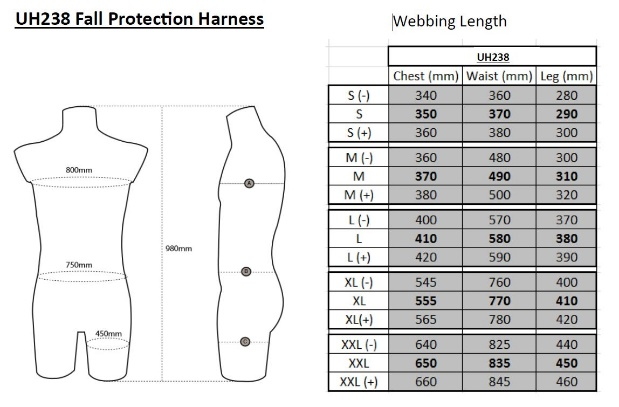 UH238 Fall Protection Harness
Webbing Length
UH238
Chest (mm) Waist (mm) Leg (mm)
S (-) 340 360 280
S 350 370 290
S (+) 360 380 300
M (-) 360 480 300
M 370 490 310
M (+) 380 500 320
L (-) 400 570 370
L 410 580 380
L (+) 420 590 390
XL (-) 545 760 400
XL 555 770 410
XL(+) 565 780 420
XXL (-) 640 825 440
XXL 650 835 450
XXL (+) 660 845 460
800mm
750mm
450mm
980mm
A
C